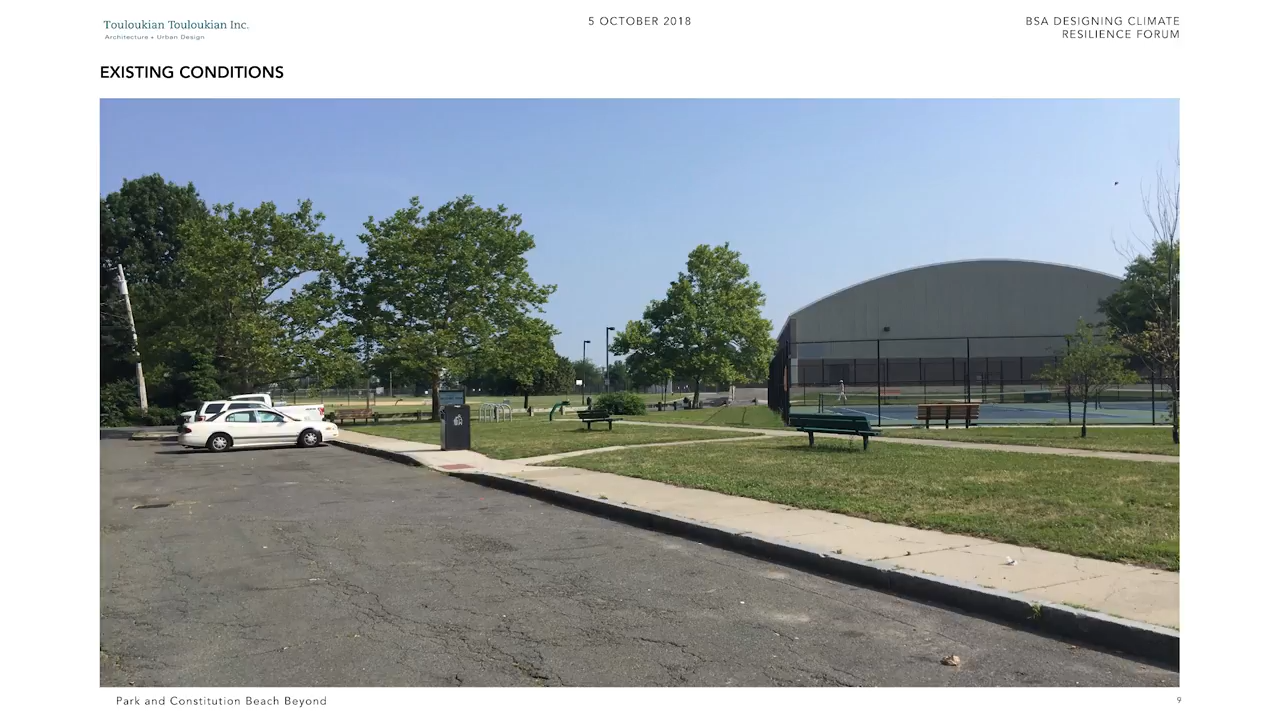 Touloukian Touloukian Inc.
Architecture + Urban Design
5 OCTOBER 2018
BSA DESIGNING CLIMATE
RESILIENCE FORUM
EXISTING CONDITIONS
Park and Constitution Beach Beyond
9